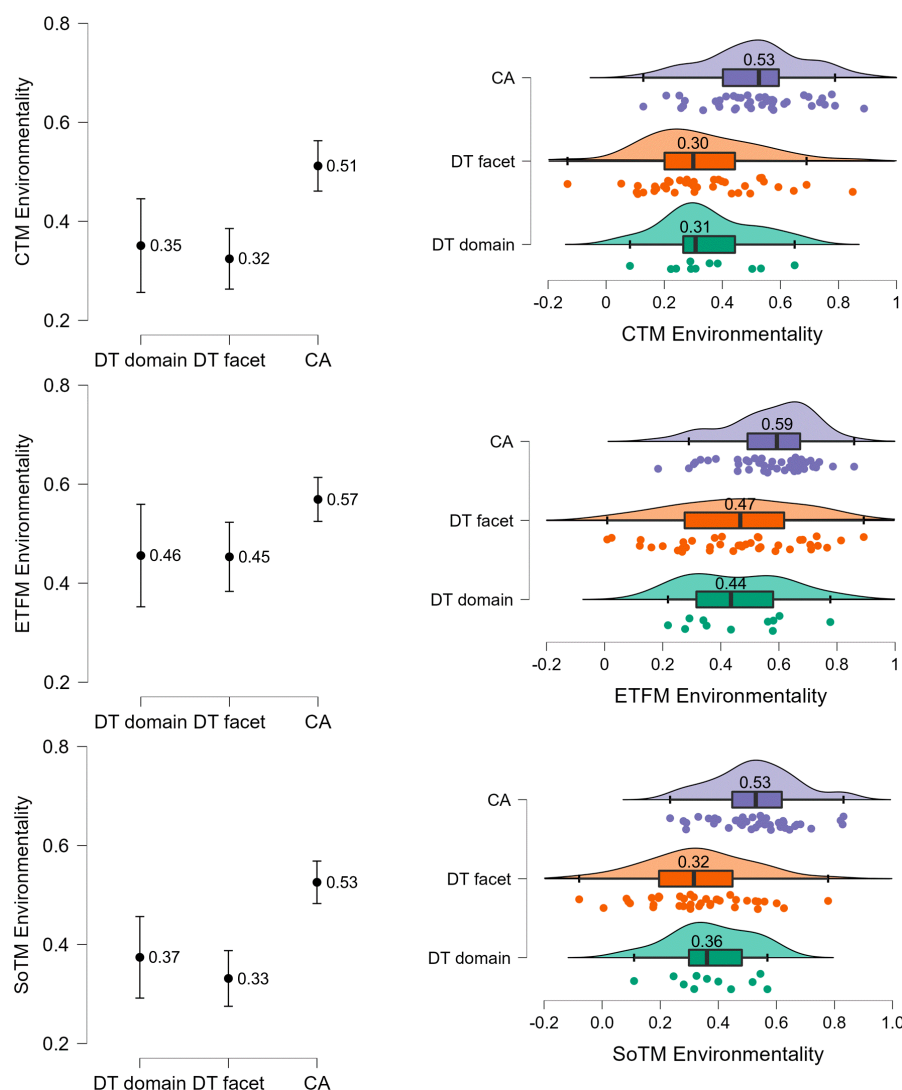 0.8
0.6
0.4
0.2
CTM Environmentality
0.35
0.32
0.51
DT domain DT facet CA
CA
DT facet
DT domain
0.53
0.30
0.31
-0.2 0 0.2 0.4 0.6 0.8 1
CTM Environmentality
0.8
0.6
0.4
0.2
ETFM Environmentality
0.46
0.45
0.57
DT domain DT facet CA
CA
DT facet
DT domain
0.59
0.47
0.44
-0.2 0 0.2 0.4 0.6 0.8 1
ETFM Environmentality
0.8
0.6
0.4
0.2
SoTM Environmentality
0.37
0.33
0.53
DT domain DT facet CA
CA
DT facet
DT domain
0.53
0.32
0.36
-0.2 0.0 0.2 0.4 0.6 0.8 1.0
SoTM Environmentality